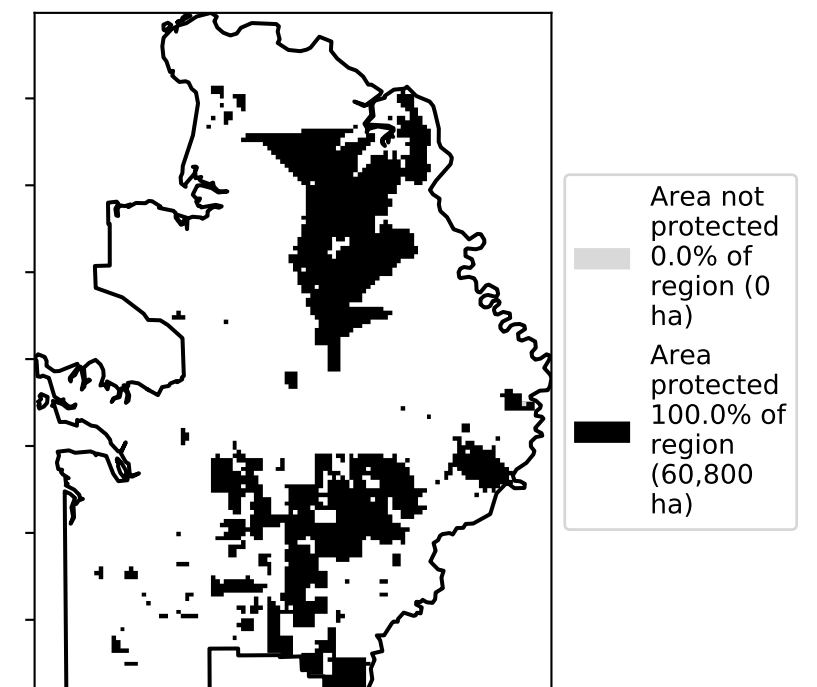 Area not
protected
0.0% of
region (0
ha)
Area
protected
100.0% of
region
(60,800
ha)